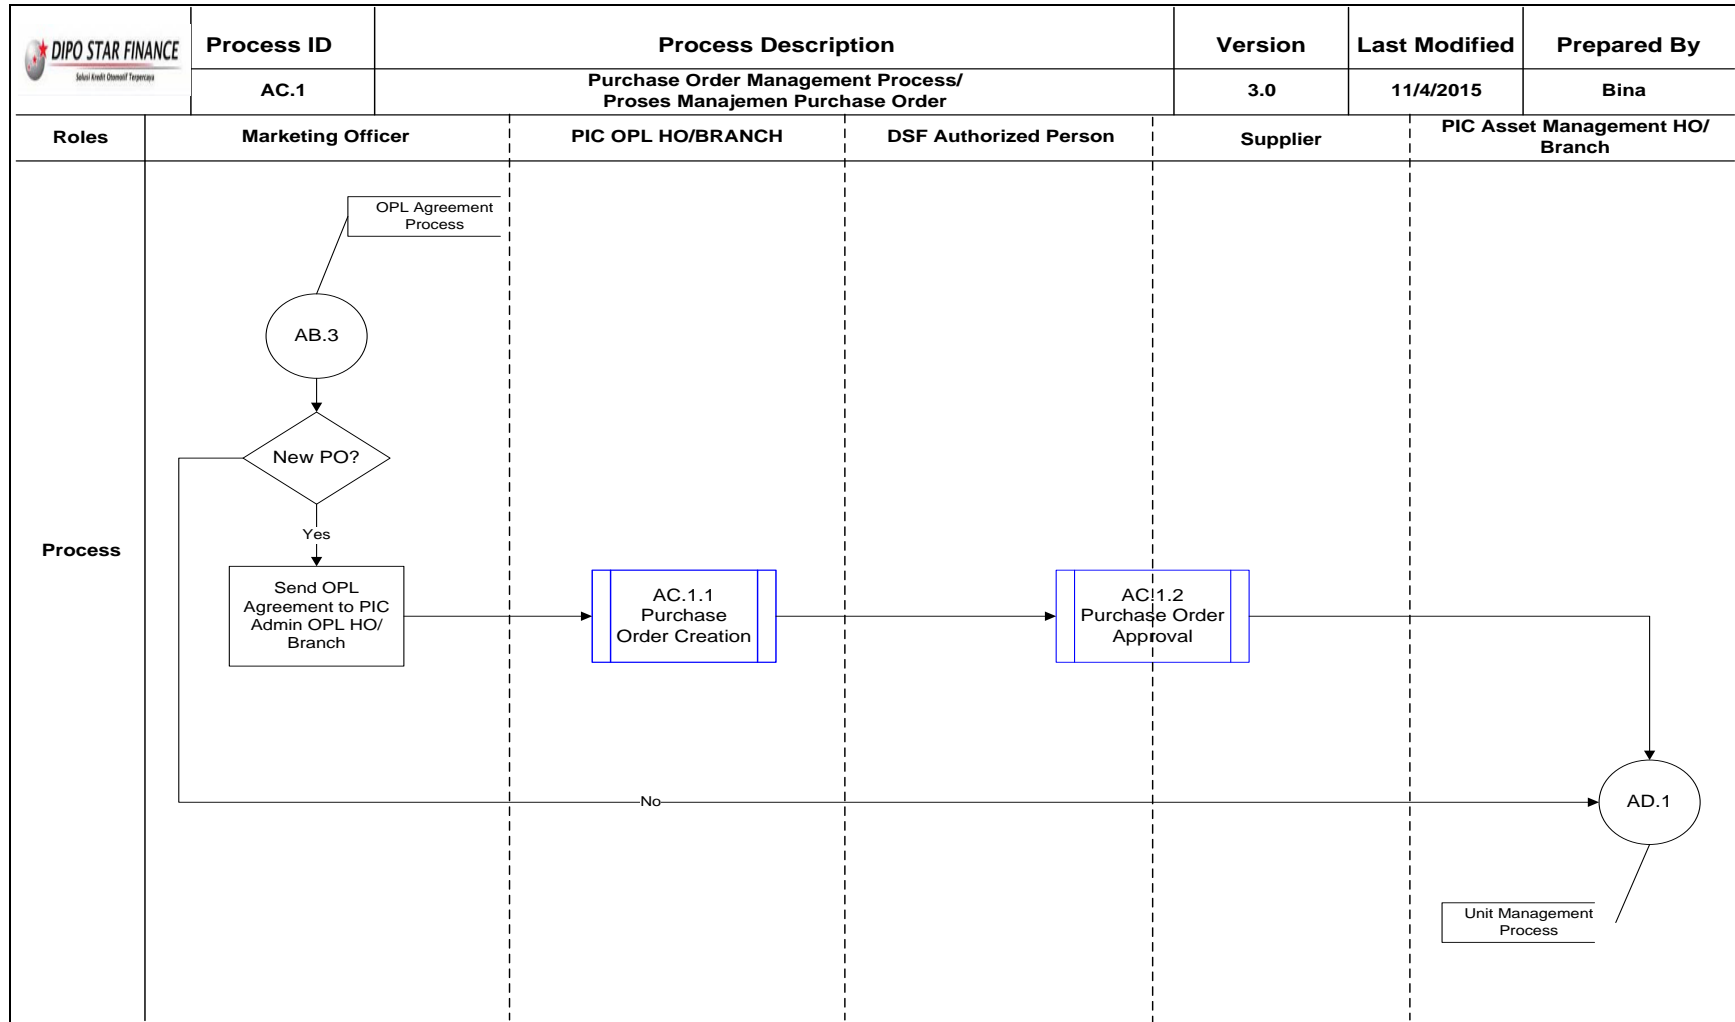 DIPO STAR FINANCE
Solusi Kredit Otomotif Terpercaya
Process ID
Process Description
Version
Last Modified
Prepared By
AC.1
Purchase Order Management Process/
Proses Manajemen Purchase Order
3.0
11/4/2015
Bina
Roles
Marketing Officer
PIC OPL HO/BRANCH
DSF Authorized Person
Supplier
PIC Asset Management HO/
Branch
OPL Agreement
Process
AB.3
New PO?
Yes
Process
Send OPL
Agreement to PIC
Admin OPL HO/
Branch
AC.1.1
Purchase
Order Creation
AC.1.2
Purchase Order
Approval
No
AD.1
Unit Management
Process